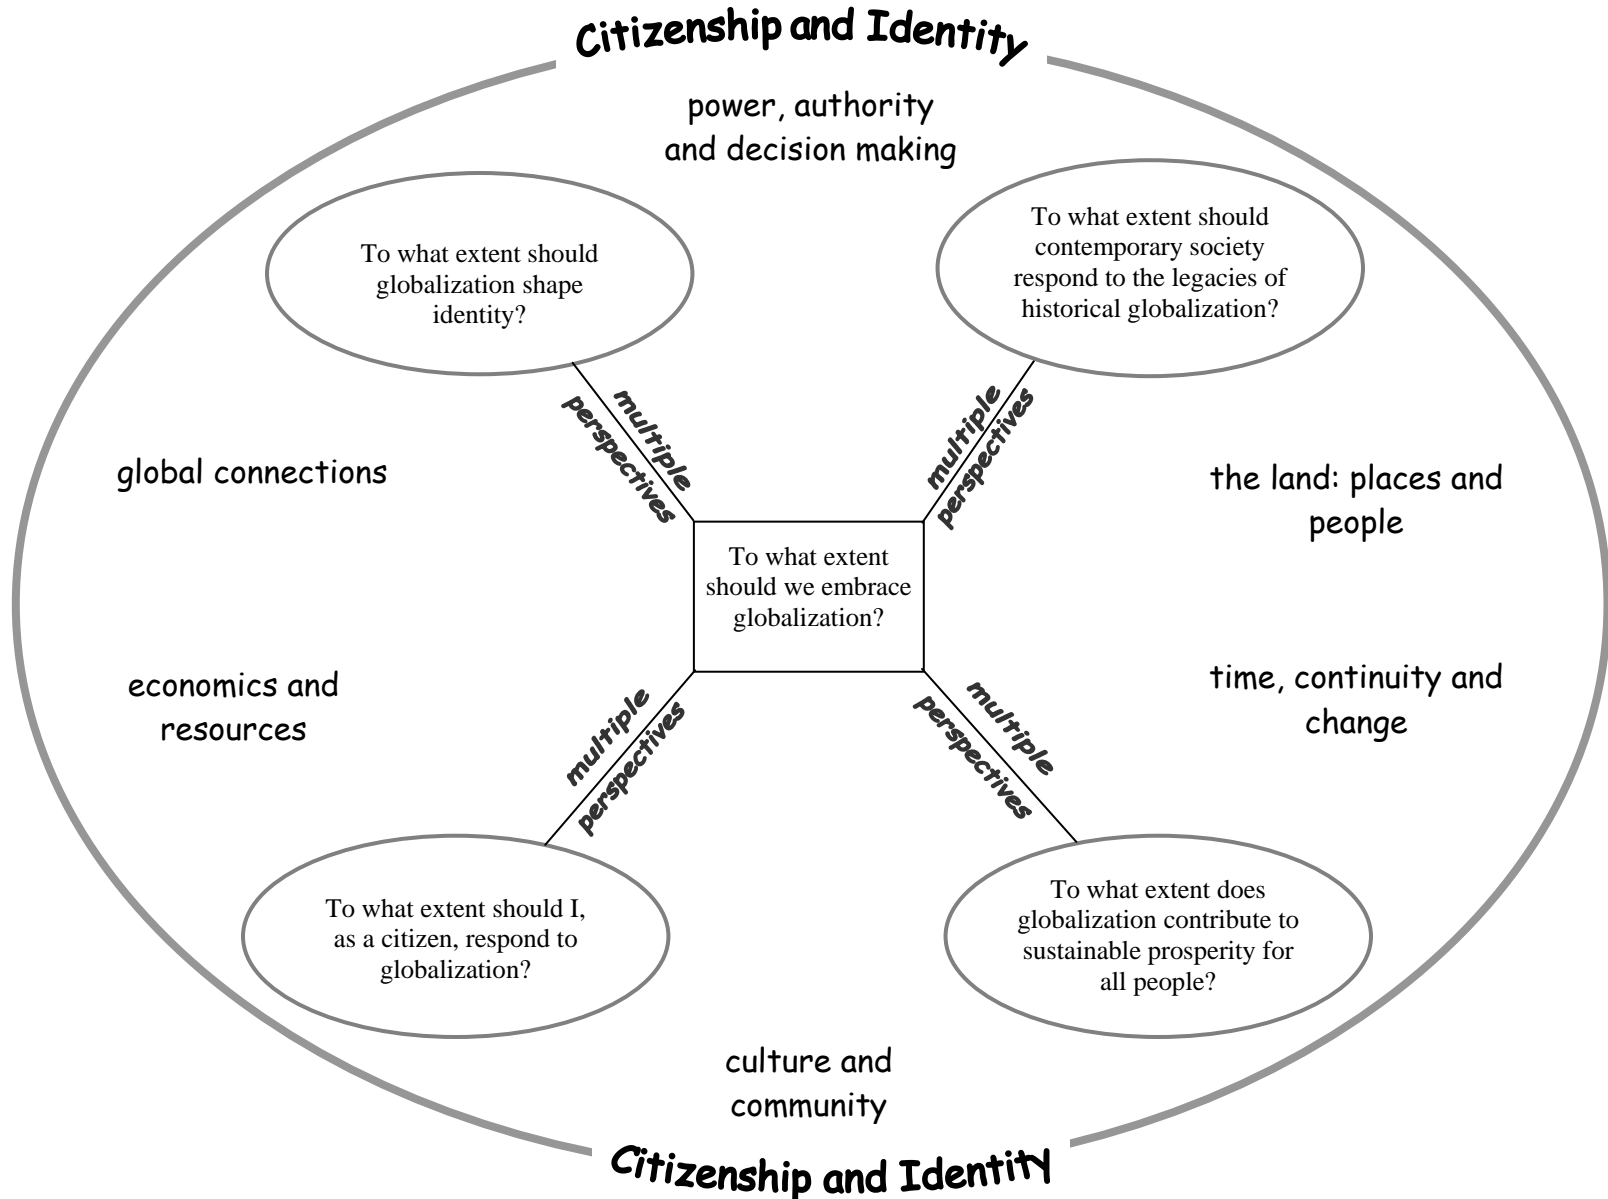 Citizenship and Identity
power, authority
and decision making
To what extent should
globalization shape
identity?
To what extent should
contemporary society
respond to the legacies of
historical globalization?
multiple
perspectives
multiple
perspectives
global connections
the land: places and
people
To what extent
should we embrace
globalization?
economics and
resources
time, continuity and
change
multiple
perspectives
multiple
perspectives
To what extent should I,
as a citizen, respond to
globalization?
To what extent does
globalization contribute to
sustainable prosperity for
all people?
culture and
community
Citizenship and Identity